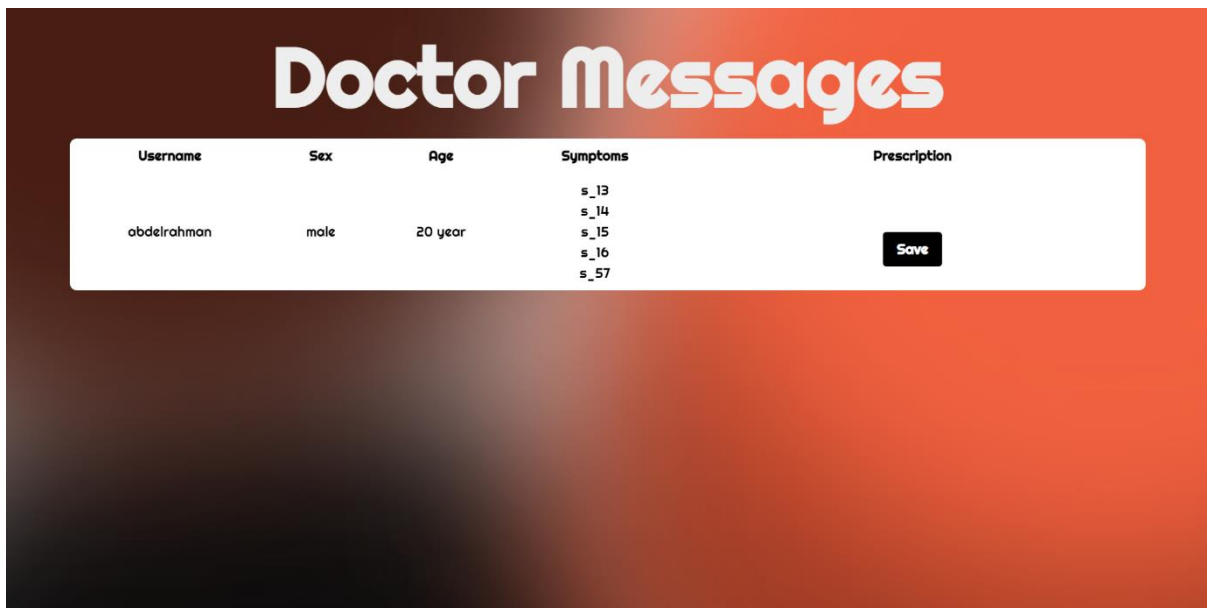 Doctor Messages
Username Sex Age Symptoms Prescription
s_13
s_14
abdelrahman male 20 year s_15
s_16
Save
s_57